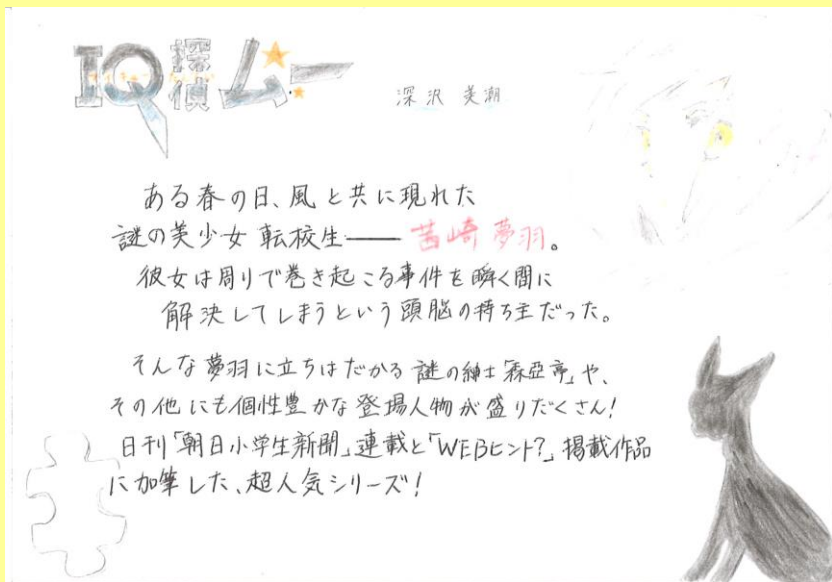 IQ探偵ムー
深沢 美潮
ある春の日、風と共に現れた
謎の美少女 転校生── 茜崎 夢羽。
彼女は周りで巻き起こる事件を瞬く間に
解決してしまうという頭脳の持ち主だった。
そんな夢羽に立ちはだかる 謎の紳士「森亞亭」や、
その他にも個性豊かな登場人物が盛りだくさん!
日刊「朝日小学生新聞」連載と「WEBヒント?」掲載作品
に加筆した、超人気シリーズ!